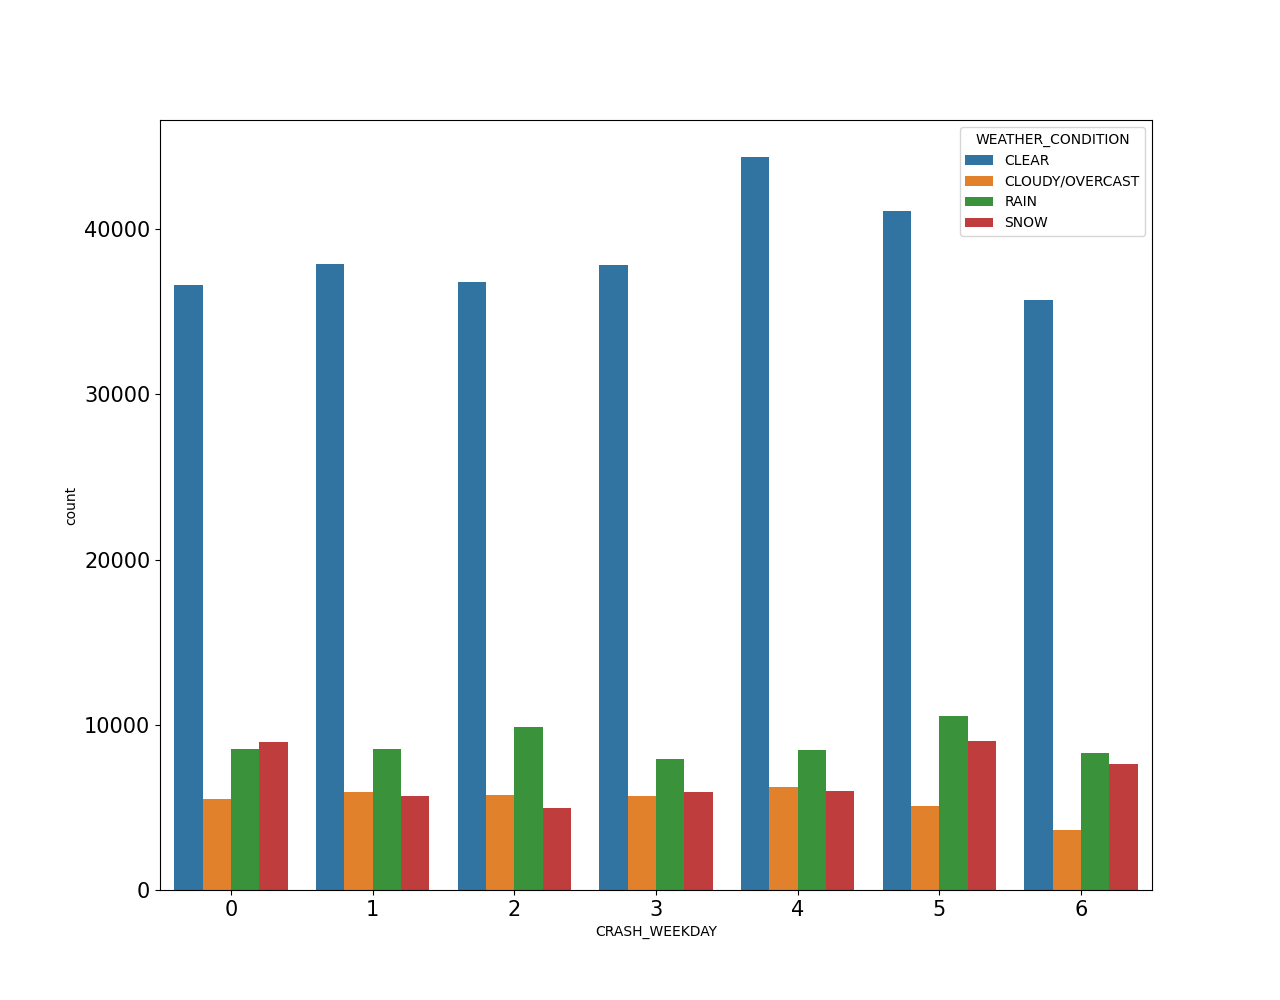 WEATHER_CONDITION
CLEAR
CLOUDY/OVERCAST
RAIN
SNOW
40000
30000
20000
10000
0
count
0 1 2 3 4 5 6
CRASH_WEEKDAY